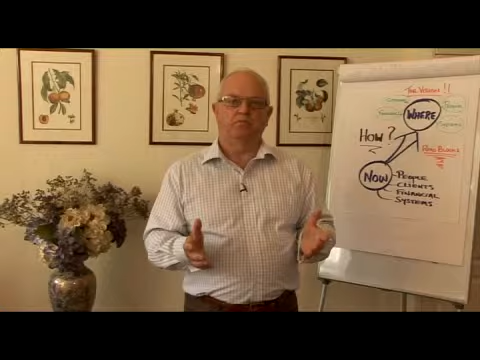 THE VISION !!
WHERE
HOW ?
ROAD BLOCKS
NOW
PEOPLE
CLIENTS
FINANCIAL
SYSTEMS